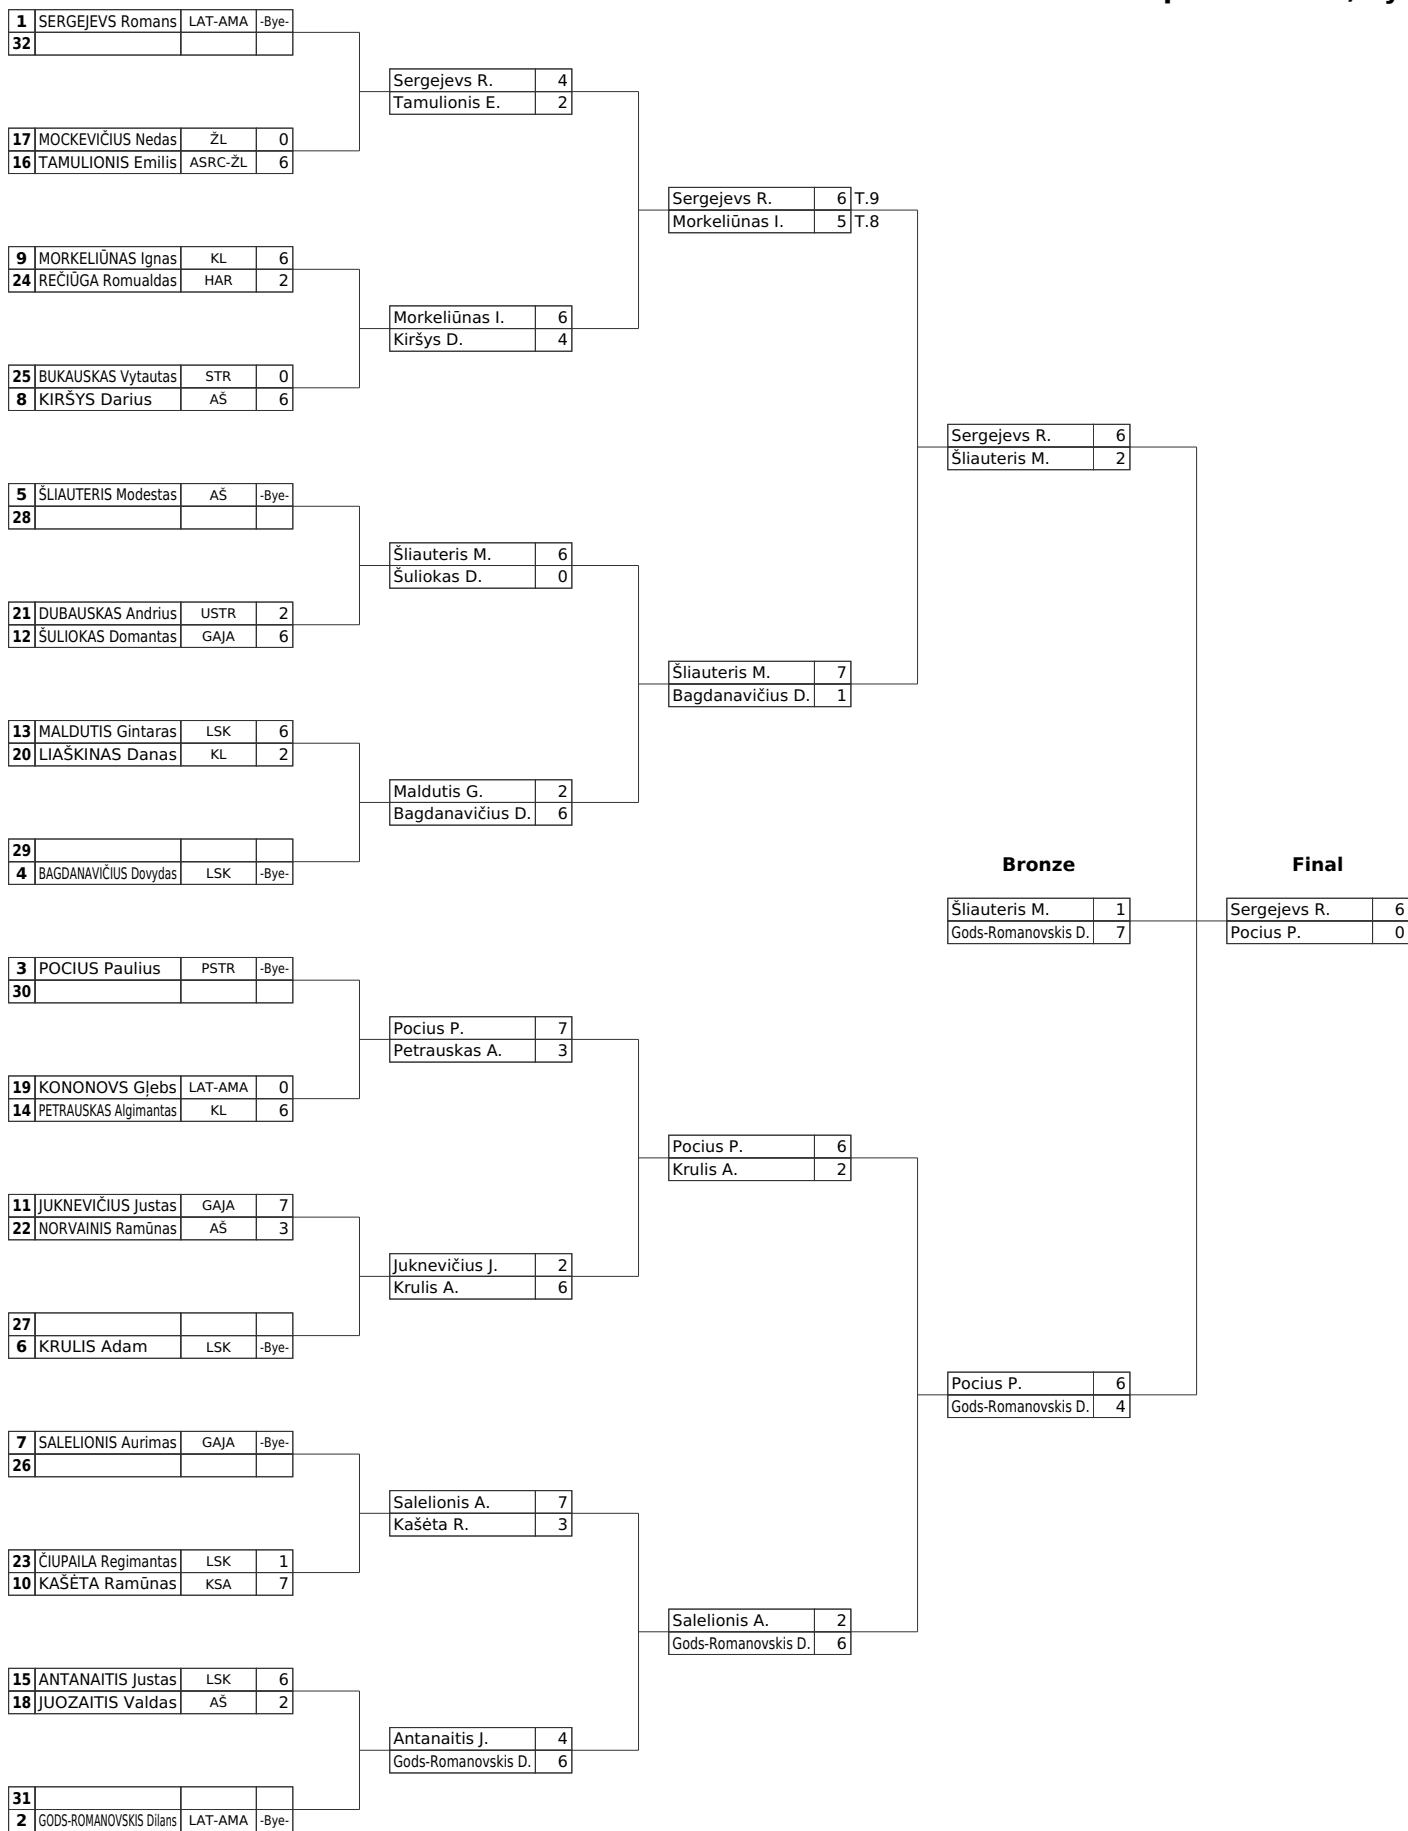 1 SERGEJEVS Romans LAT-AMA -Bye-
32
Sergejevs R. 4
Tamulionis E. 2
17 MOCKEVIČIUS Nedas ŽL 0
16 TAMULIONIS Emilis ASRC-ŽL 6
Sergejevs R. 6 T.9
Morkeliūnas I. 5 T.8
9 MORKELIŪNAS Ignas KL 6
24 REČIŪGA Romualdas HAR 2
Morkeliūnas I. 6
Kiršys D. 4
25 BUKAUSKAS Vytautas STR 0
8 KIRŠYS Darius AŠ 6
Sergejevs R. 6
Šliauteris M. 2
5 ŠLIAUTERIS Modestas AŠ -Bye-
28
Šliauteris M. 6
Šuliokas D. 0
21 DUBAUSKAS Andrius USTR 2
12 ŠULIOKAS Domantas GAJA 6
Šliauteris M. 7
Bagdanavičius D. 1
13 MALDUTIS Gintaras LSK 6
20 LIAŠKINAS Danas KL 2
Maldutis G. 2
Bagdanavičius D. 6
29
4 BAGDANAVIČIUS Dovydas LSK -Bye-
Bronze Final
Šliauteris M. 1 Sergejevs R. 6
Gods-Romanovskis D. 7 Pocius P. 0
3 POCIUS Paulius PSTR -Bye-
30
Pocius P. 7
Petrauskas A. 3
19 KONONOVS Gļebs LAT-AMA 0
14 PETRAUSKAS Algimantas KL 6
Pocius P. 6
Krulis A. 2
11 JUKNEVIČIUS Justas GAJA 7
22 NORVAINIS Ramūnas AŠ 3
Juknevičius J. 2
Krulis A. 6
27
6 KRULIS Adam LSK -Bye-
Pocius P. 6
Gods-Romanovskis D. 4
7 SALELIONIS Aurimas GAJA -Bye-
26
Salelionis A. 7
Kašėta R. 3
23 ČIUPAILA Regimantas LSK 1
10 KAŠĖTA Ramūnas KSA 7
Salelionis A. 2
Gods-Romanovskis D. 6
15 ANTANAITIS Justas LSK 6
18 JUOZAITIS Valdas AŠ 2
Antanaitis J. 4
Gods-Romanovskis D. 6
31
2 GODS-ROMANOVSKIS Dilans LAT-AMA -Bye-